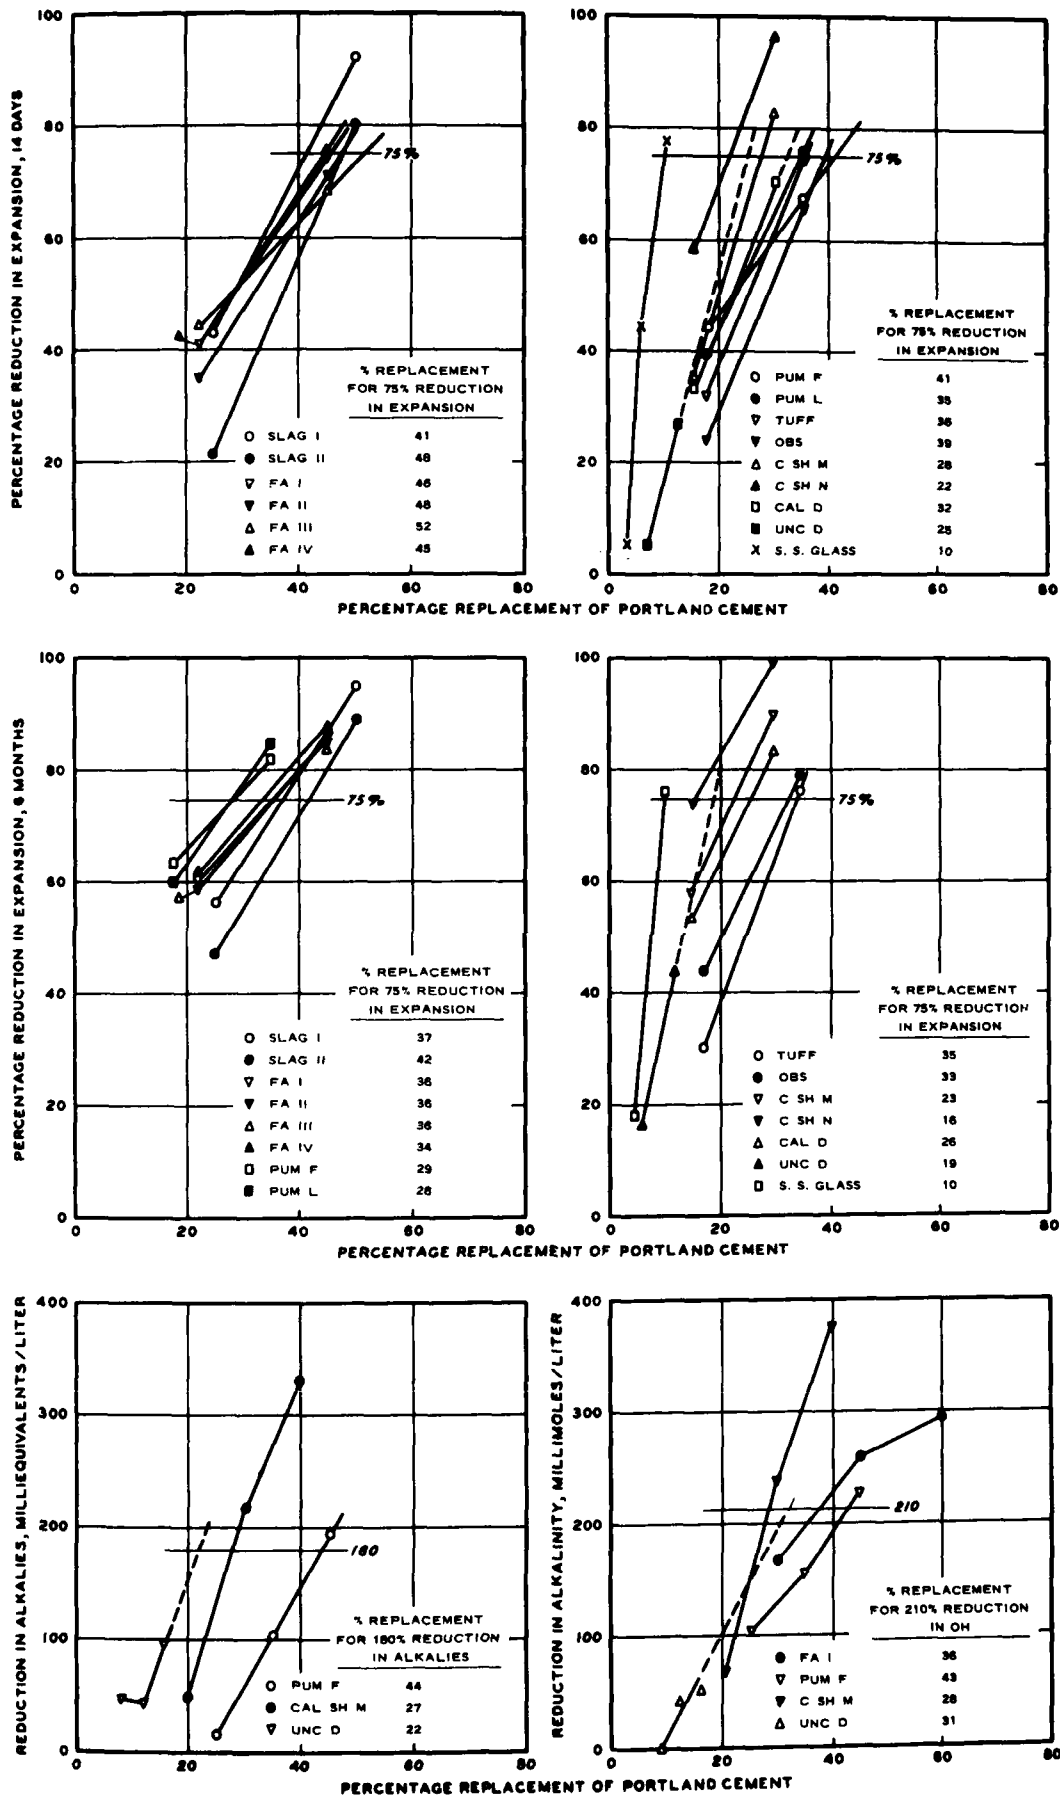 PERCENTAGE REDUCTION IN EXPANSION, 14 DAYS
100
80
60
40
20
0
75%
% REPLACEMENT
FOR 75% REDUCTION
IN EXPANSION
SLAG I 41
SLAG II 48
FA I 46
FA II 48
FA III 52
FA IV 45
0 20 40 60 80
100
80
60
40
20
0
75%
% REPLACEMENT
FOR 75% REDUCTION
IN EXPANSION
PUM F 41
PUM L 35
TUFF 36
OBS 39
C SH M 28
C SH N 22
CAL D 32
UNC D 25
S. S. GLASS 10
0 20 40 60 80
PERCENTAGE REPLACEMENT OF PORTLAND CEMENT
PERCENTAGE REDUCTION IN EXPANSION, 6 MONTHS
100
80
60
40
20
0
75%
% REPLACEMENT
FOR 75% REDUCTION
IN EXPANSION
SLAG I 37
SLAG II 42
FA I 36
FA II 36
FA III 36
FA IV 34
PUM F 29
PUM L 28
0 20 40 60 80
100
80
60
40
20
0
75%
% REPLACEMENT
FOR 75% REDUCTION
IN EXPANSION
TUFF 35
OBS 33
C SH M 23
C SH N 16
CAL D 26
UNC D 19
S. S. GLASS 10
0 20 40 60 80
PERCENTAGE REPLACEMENT OF PORTLAND CEMENT
REDUCTION IN ALKALIES, MILLIEQUIVALENTS/LITER
400
300
200
100
0
180
% REPLACEMENT
FOR 180% REDUCTION
IN ALKALIES
PUM F 44
CAL SH M 27
UNC D 22
0 20 40 60 80
REDUCTION IN ALKALINITY, MILLIMOLES/LITER
400
300
200
100
0
210
% REPLACEMENT
FOR 210% REDUCTION
IN OH
FA I 36
PUM F 43
C SH M 28
UNC D 31
0 20 40 60 80
PERCENTAGE REPLACEMENT OF PORTLAND CEMENT